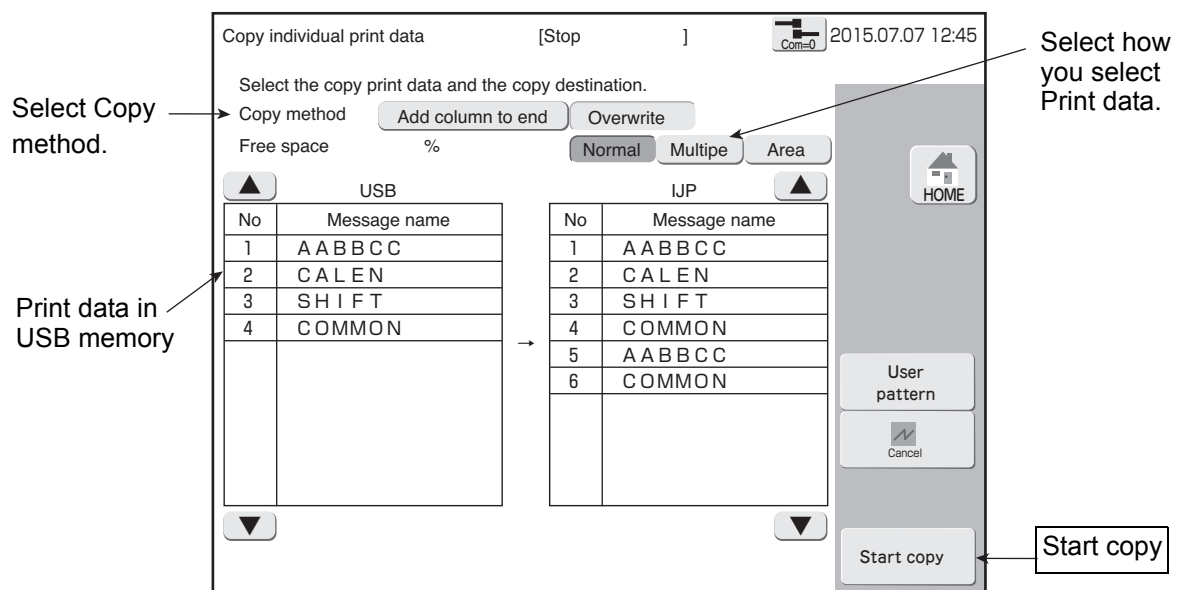 Copy individual print data [Stop ] Com=0 2015.07.07 12:45
Select how
you select
Print data.
Select the copy print data and the copy destination.
Select Copy
method.
Copy method Add column to end Overwrite
Free space % Normal Multipe Area
HOME
USB IJP
No Message name No Message name
1 AABBCC 1 AABBCC
2 CALEN 2 CALEN
3 SHIFT 3 SHIFT
4 COMMON 4 COMMON
→
5 AABBCC
6 COMMON
Print data in
USB memory
User
pattern
Cancel
Start copy
Start copy